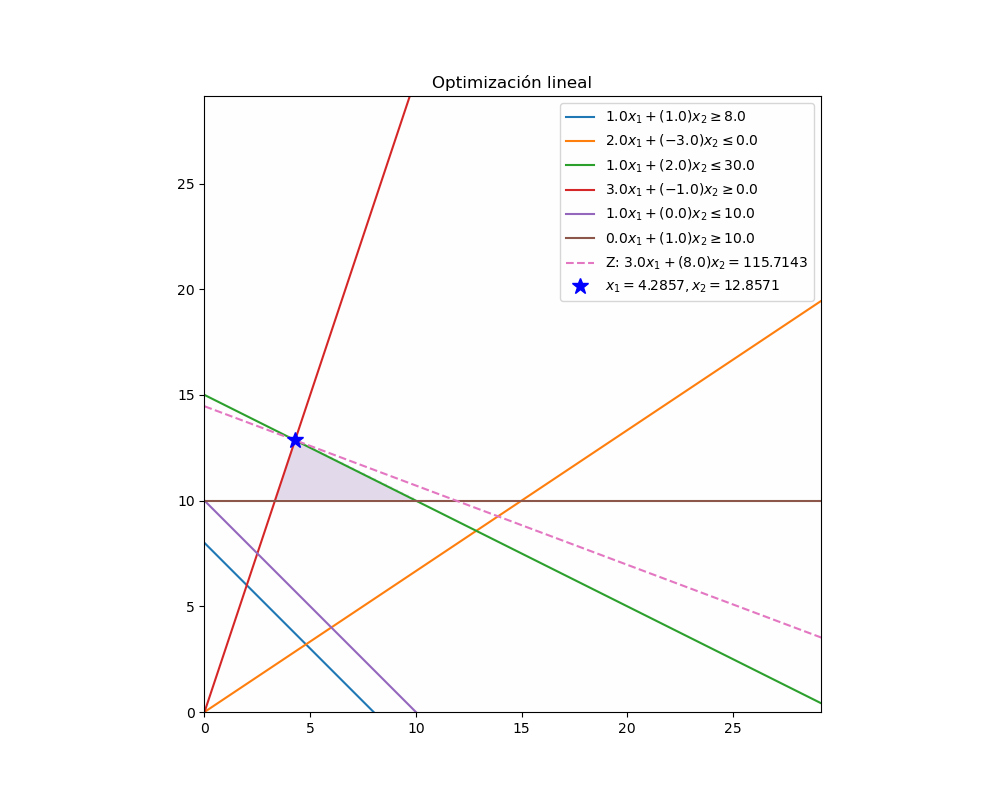 Optimización lineal
1.0x₁ + (1.0)x₂ ≥ 8.0
2.0x₁ + (−3.0)x₂ ≤ 0.0
1.0x₁ + (2.0)x₂ ≤ 30.0
3.0x₁ + (−1.0)x₂ ≥ 0.0
1.0x₁ + (0.0)x₂ ≤ 10.0
0.0x₁ + (1.0)x₂ ≥ 10.0
Z: 3.0x₁ + (8.0)x₂ = 115.7143
x₁ = 4.2857, x₂ = 12.8571
25
20
15
10
5
0
0 5 10 15 20 25